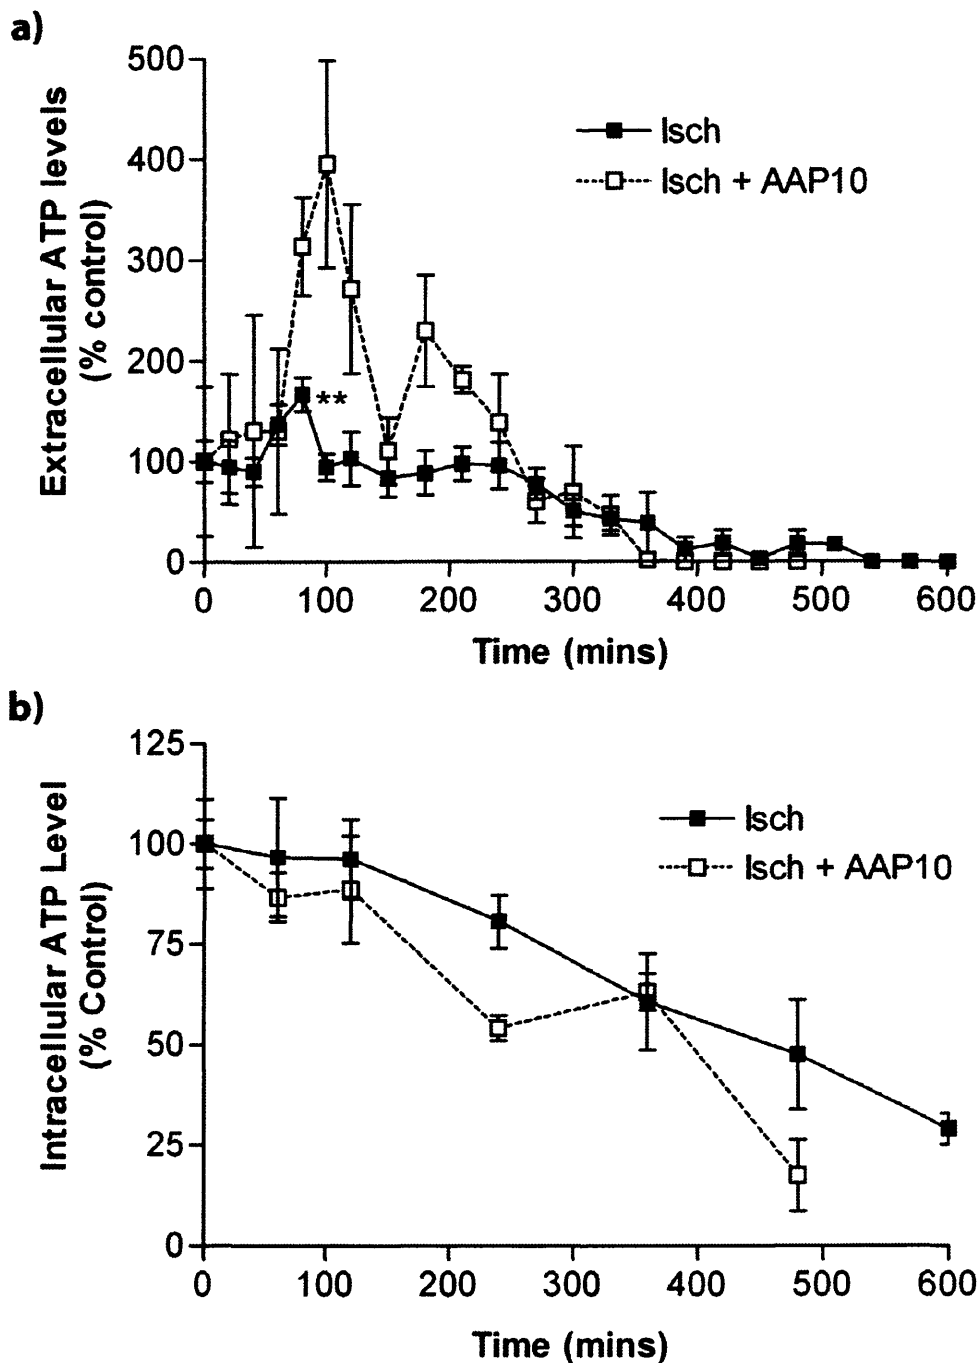 a)
Extracellular ATP levels
(% control)
500
400
300
200
100
0
Isch
Isch + AAP10
**
0 100 200 300 400 500 600
Time (mins)
b)
Intracellular ATP Level
(% Control)
125
100
75
50
25
0
Isch
Isch + AAP10
0 100 200 300 400 500 600
Time (mins)